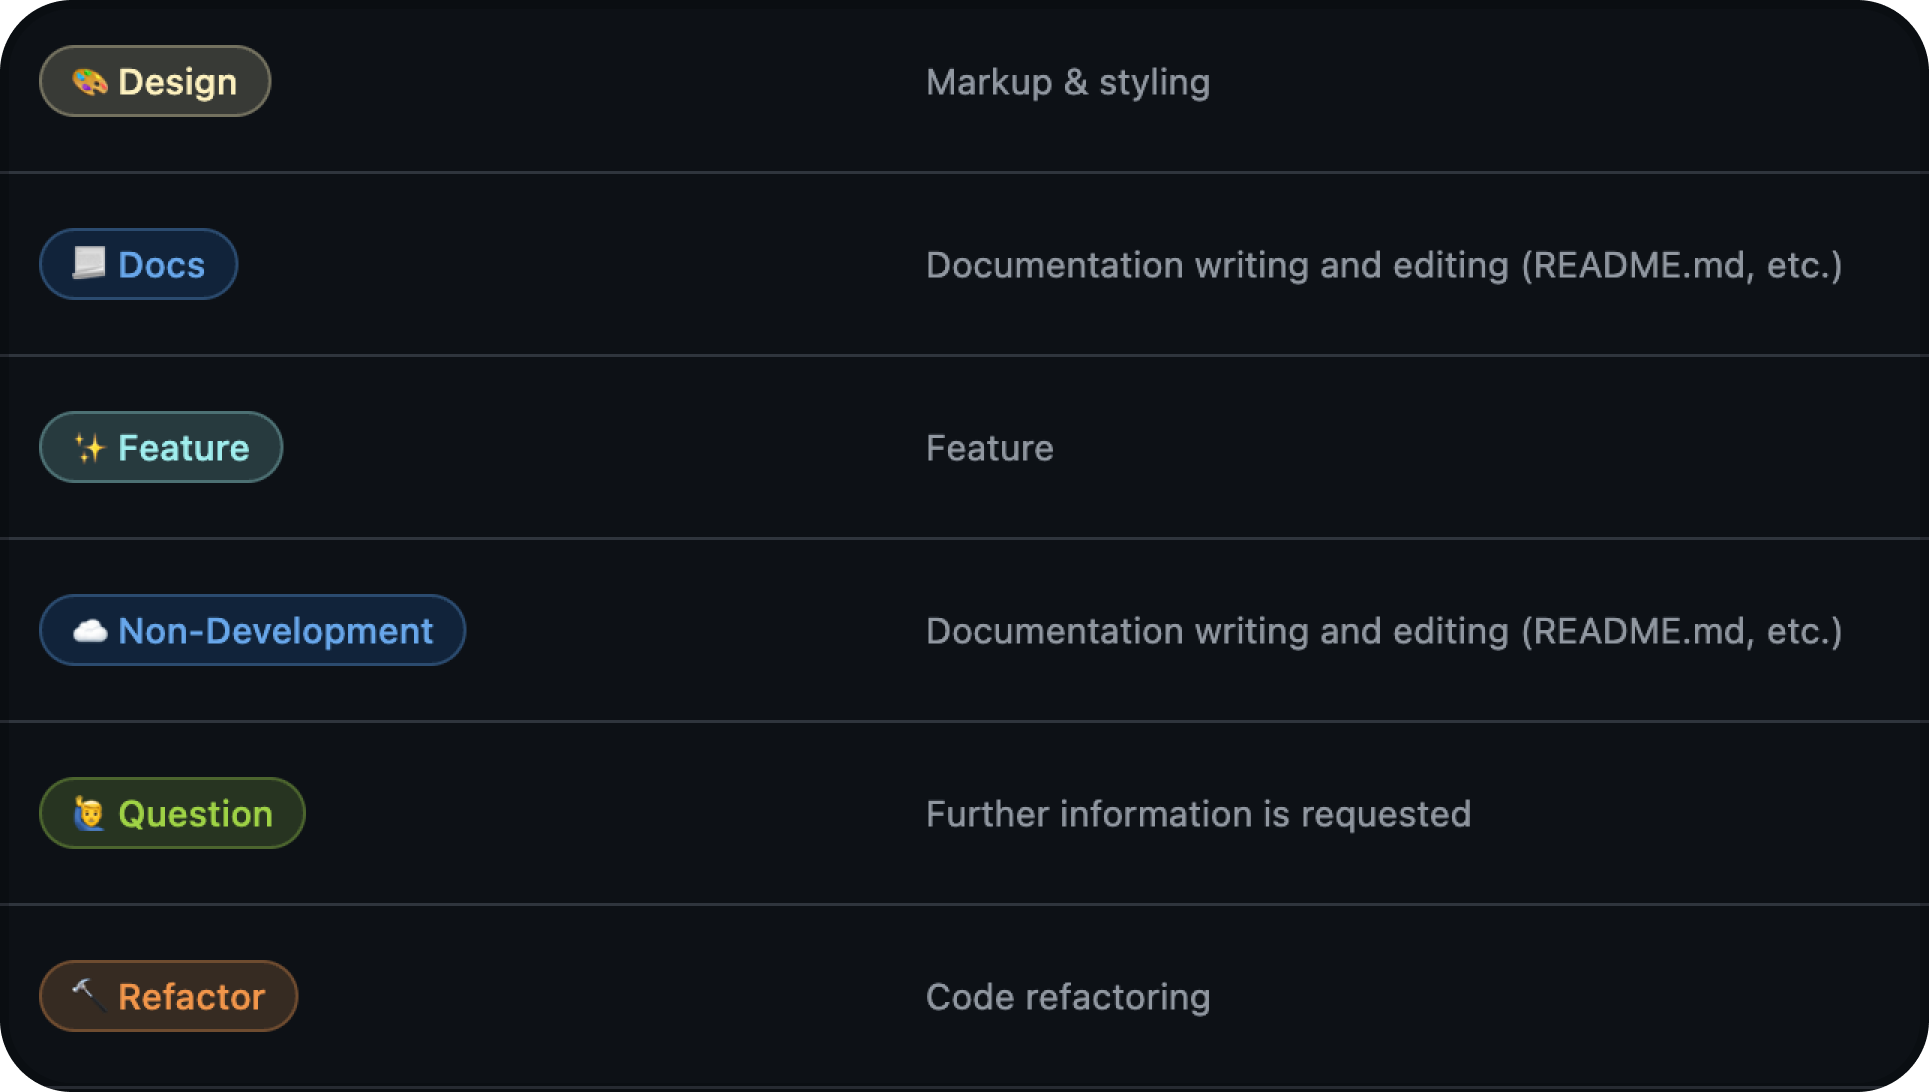 🎨 Design
Markup & styling
📃 Docs
Documentation writing and editing (README.md, etc.)
✨ Feature
Feature
☁️ Non-Development
Documentation writing and editing (README.md, etc.)
🙋‍♂️ Question
Further information is requested
🔨 Refactor
Code refactoring